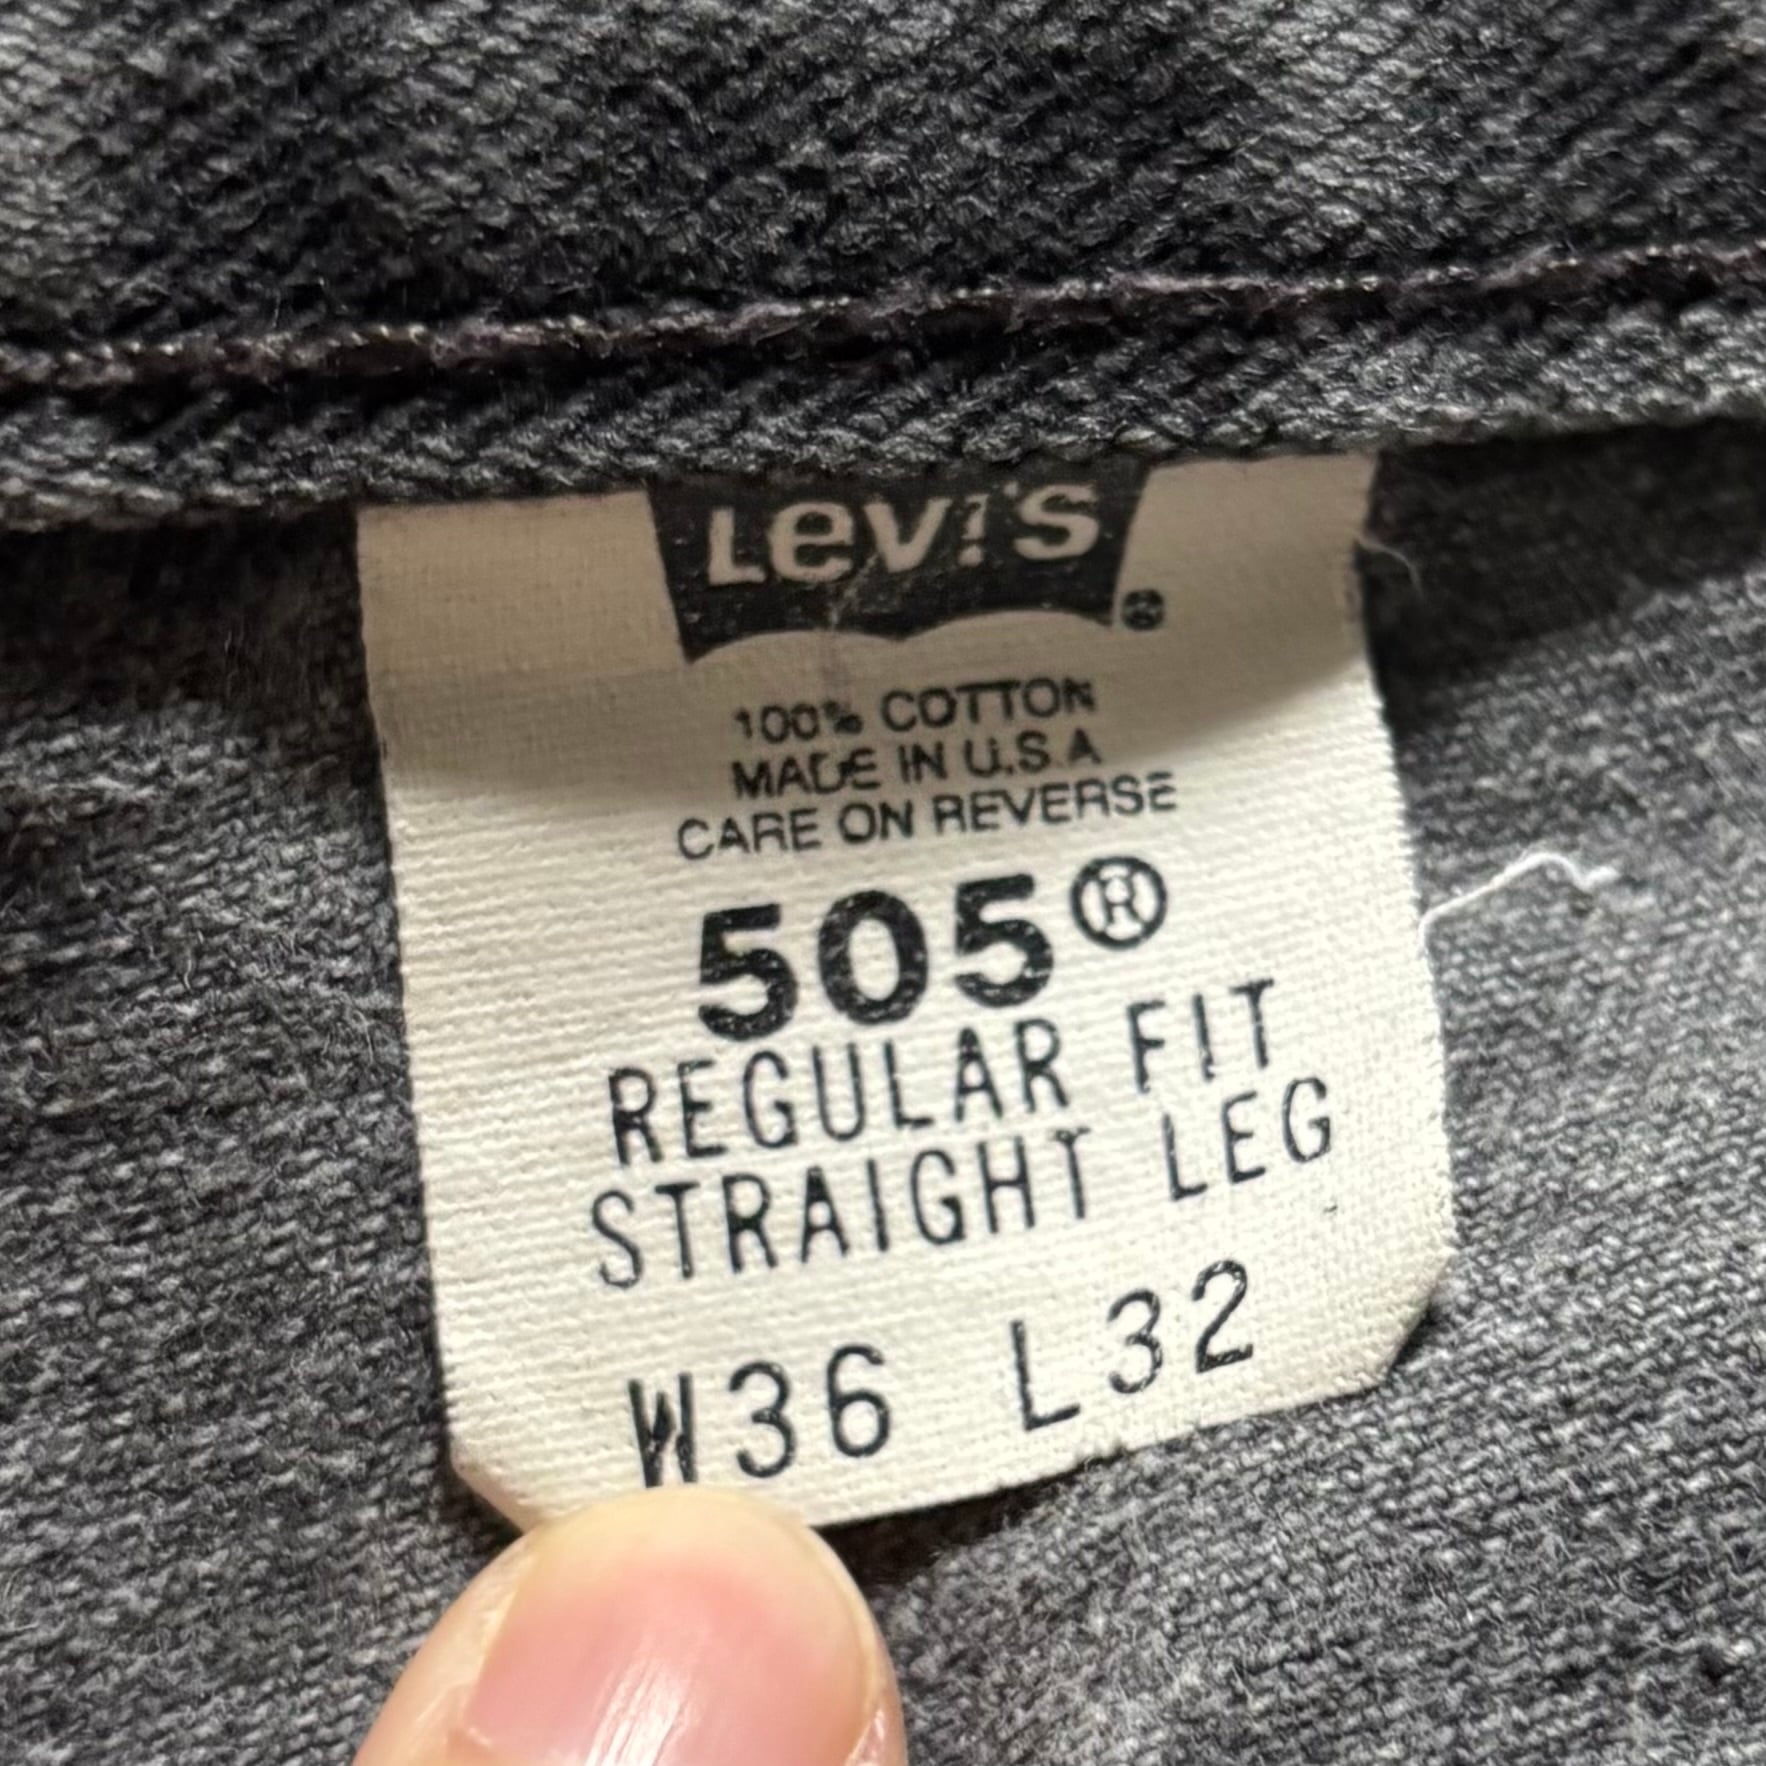 Levi's ®
100% COTTON
MADE IN U.S.A
CARE ON REVERSE
505®
REGULAR FIT
STRAIGHT LEG
W36 L32